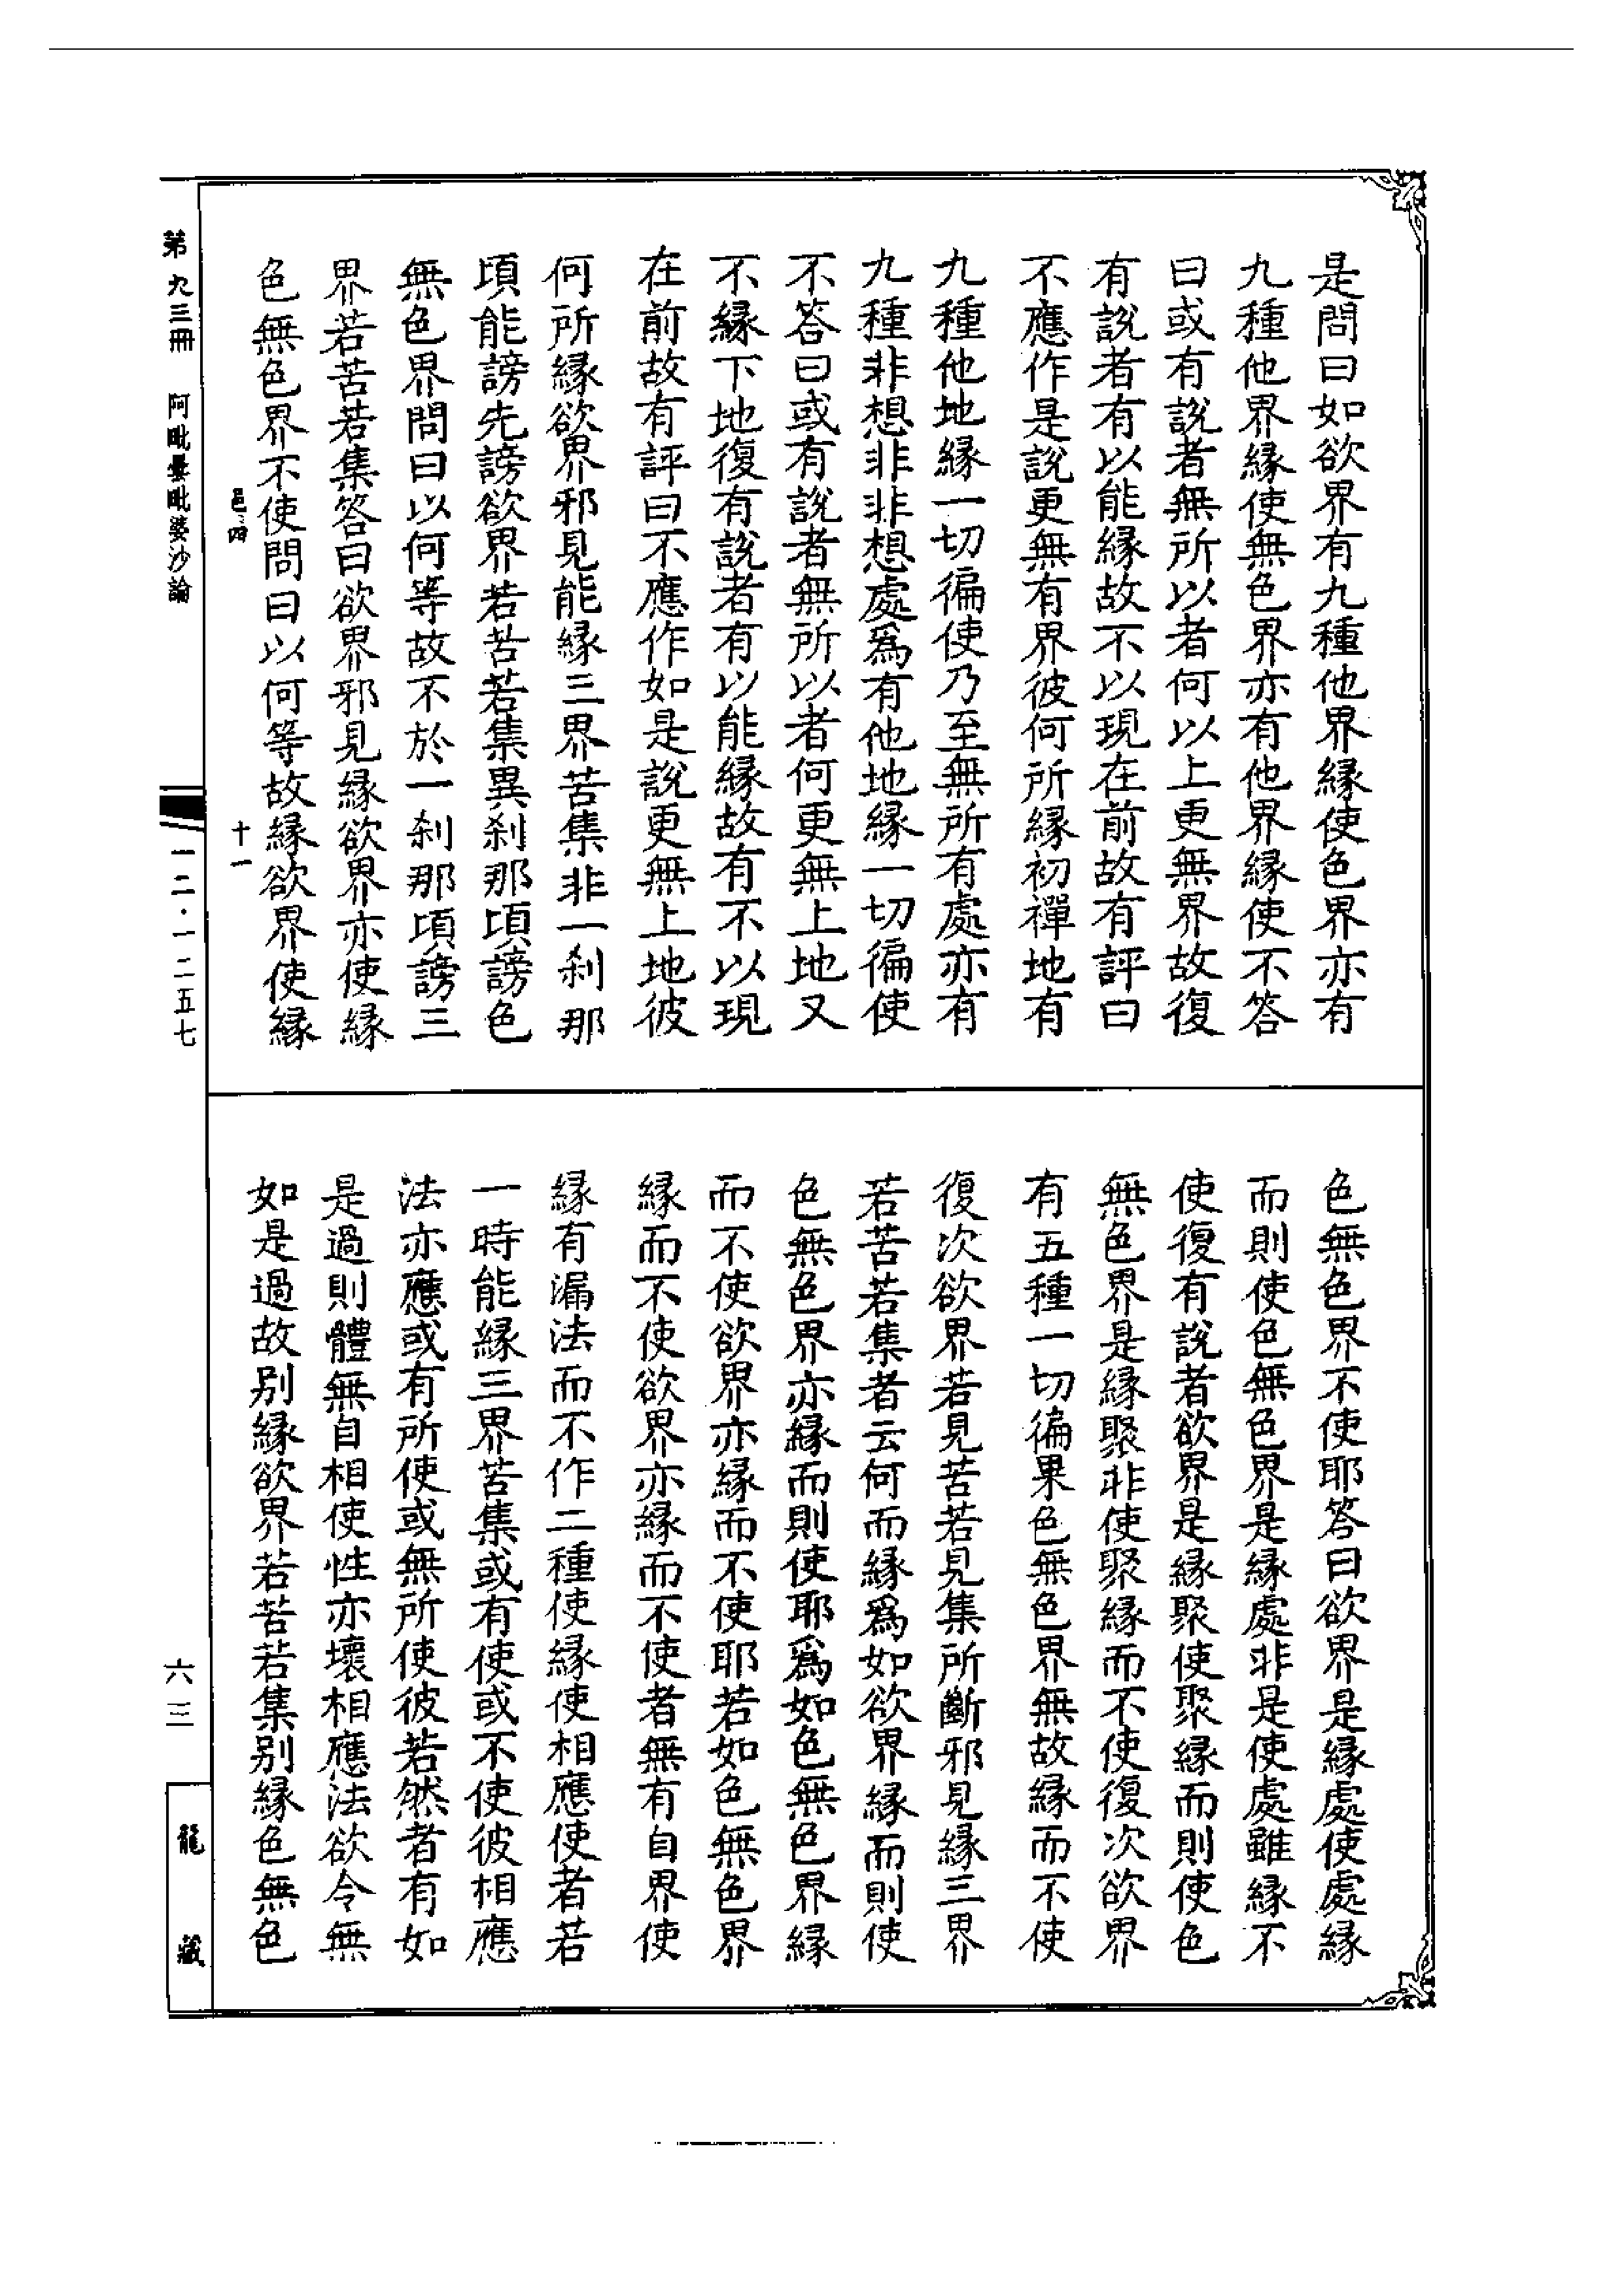 是問曰如欲界有九種他界緣使色界亦有
九種他界緣使無色界亦有他界緣使不答
曰或有說者無所以者何以上更無界故復
有說者有以能緣故不以現在前故有評曰
不應作是說更無有界彼何所緣初禪地有
九種他地緣一切徧使乃至無所有處亦有
九種非想非非想處爲有他地緣一切徧使
不答曰或有說者無所以者何更無上地又
不緣下地復有說者有以能緣故有不以現
在前故有評曰不應作如是說更無上地彼
何所緣欲界邪見能緣三界苦集非一剎那
頃能謗先謗欲界若苦若集異剎那頃謗色
無色界問曰以何等故不於一剎那頃謗三
界若苦若集答曰欲界邪見緣欲界亦使緣
色無色界不使問曰以何等故緣欲界使緣
色無色界不使耶答曰欲界是緣處使處緣
而則使色無色界是緣處非是使處雖緣不
使復有說者欲界是緣聚使聚緣而則使色
無色界是緣聚非使聚緣而不使復次欲界
有五種一切徧果色無色界無故緣而不使
復次欲界若見苦若見集所斷邪見緣三界
若苦若集者云何而緣爲如欲界緣而則使
色無色界亦緣而則使耶爲如色無色界緣
而不使欲界亦緣而不使耶若如色無色界
緣而不使欲界亦緣而不使者無有自界使
緣有漏法而不作二種使緣使相應使者若
一時能緣三界苦集或有使或不使彼相應
法亦應或有所使或無所使彼若然者有如
是過則體無自相使性亦壞相應法欲令無
如是過故別緣欲界若苦若集別緣色無色
邑四
十一
第九三冊 阿毗曇毗婆沙論
一二·一二五七
六三
龍藏